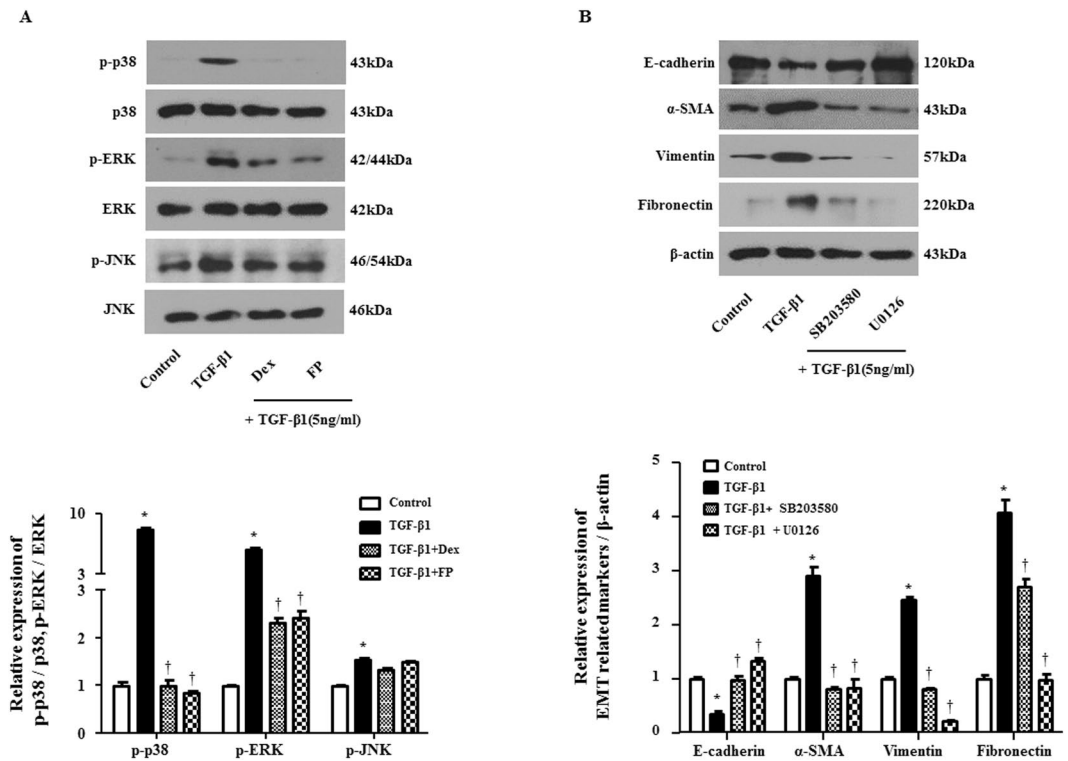 A
p-p38 43kDa
p38 43kDa
p-ERK 42/44kDa
ERK 42kDa
p-JNK 46/54kDa
JNK 46kDa
Control TGF-β1 Dex FP
+ TGF-β1(5ng/ml)
Relative expression of
p-p38 / p38, p-ERK / ERK
10
3
3
2
1
0
* † † * † † *
Control
TGF-β1
TGF-β1+Dex
TGF-β1+FP
p-p38 p-ERK p-JNK
B
E-cadherin 120kDa
α-SMA 43kDa
Vimentin 57kDa
Fibronectin 220kDa
β-actin 43kDa
Control TGF-β1 SB203580 U0126
+ TGF-β1(5ng/ml)
Relative expression of
EMT related markers / β-actin
5
4
3
2
1
0
Control
TGF-β1
TGF-β1+ SB203580
TGF-β1 + U0126
* † † * † † * † † * † †
E-cadherin α-SMA Vimentin Fibronectin